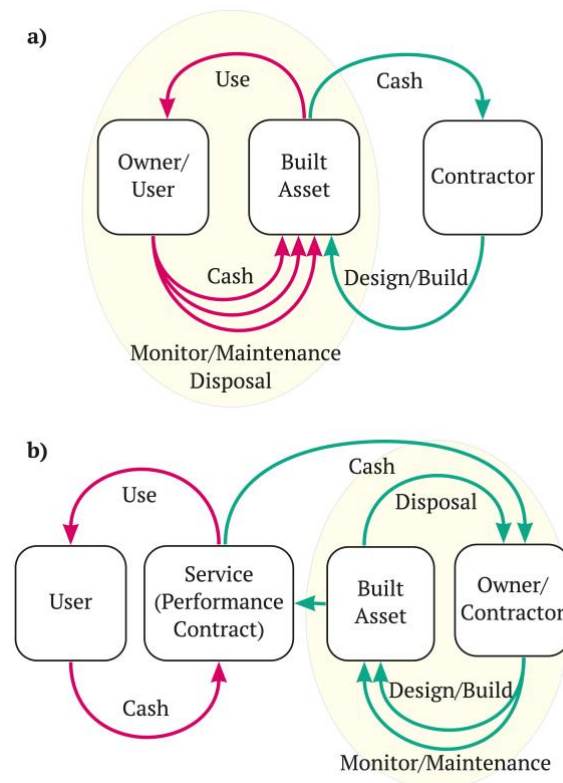 a)
Use
Cash
Owner/
User
Built
Asset
Contractor
Cash
Design/Build
Monitor/Maintenance
Disposal
b)
Cash
Use
Disposal
User
Service
(Performance
Contract)
Built
Asset
Owner/
Contractor
Design/Build
Cash
Monitor/Maintenance